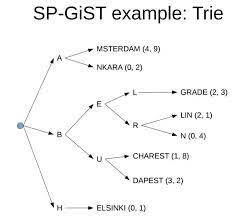 SP-GiST example: Trie
MSTERDAM (4, 9)
A
NKARA (0, 2)
L
GRADE (2, 3)
E
LIN (2, 1)
R
B
N (0, 4)
CHAREST (1, 8)
U
DAPEST (3, 2)
H
ELSINKI (0, 1)